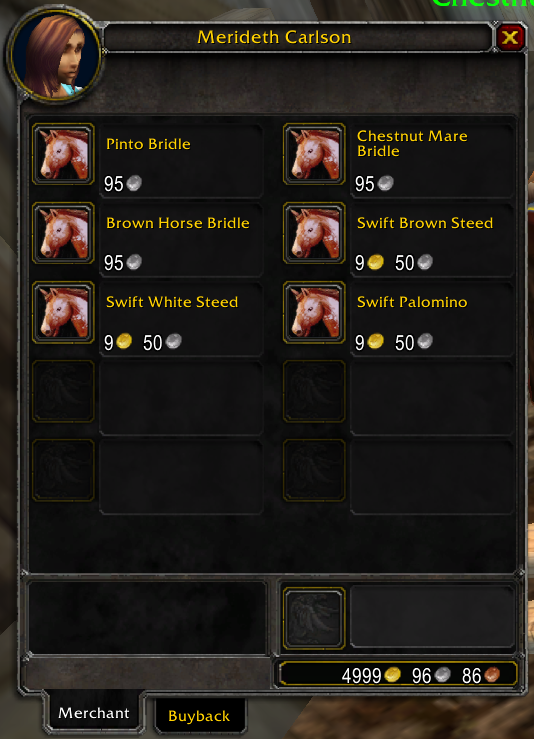 Chestn
Merideth Carlson
Pinto Bridle
95
Chestnut Mare
Bridle
95
Brown Horse Bridle
95
Swift Brown Steed
9 50
Swift White Steed
9 50
Swift Palomino
9 50
4999 96 86
Merchant
Buyback